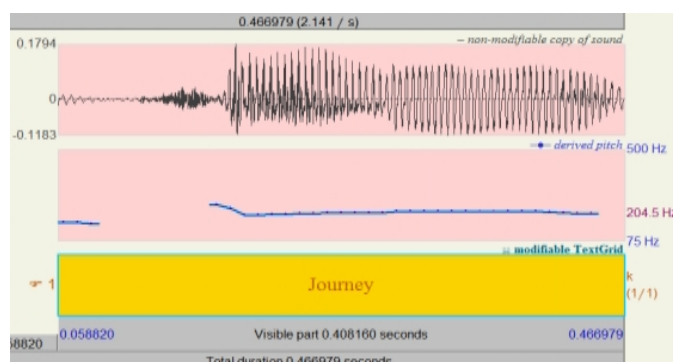 0.466979 (2.141 / s)
0.1794
– non-modifiable copy of sound
0
-0.1183
derived pitch 500 Hz
204.5 Hz
75 Hz
modifiable TextGrid
1 Journey k
(1/1)
0.058820 Visible part 0.408160 seconds 0.466979
58820
Total duration 0.466979 seconds